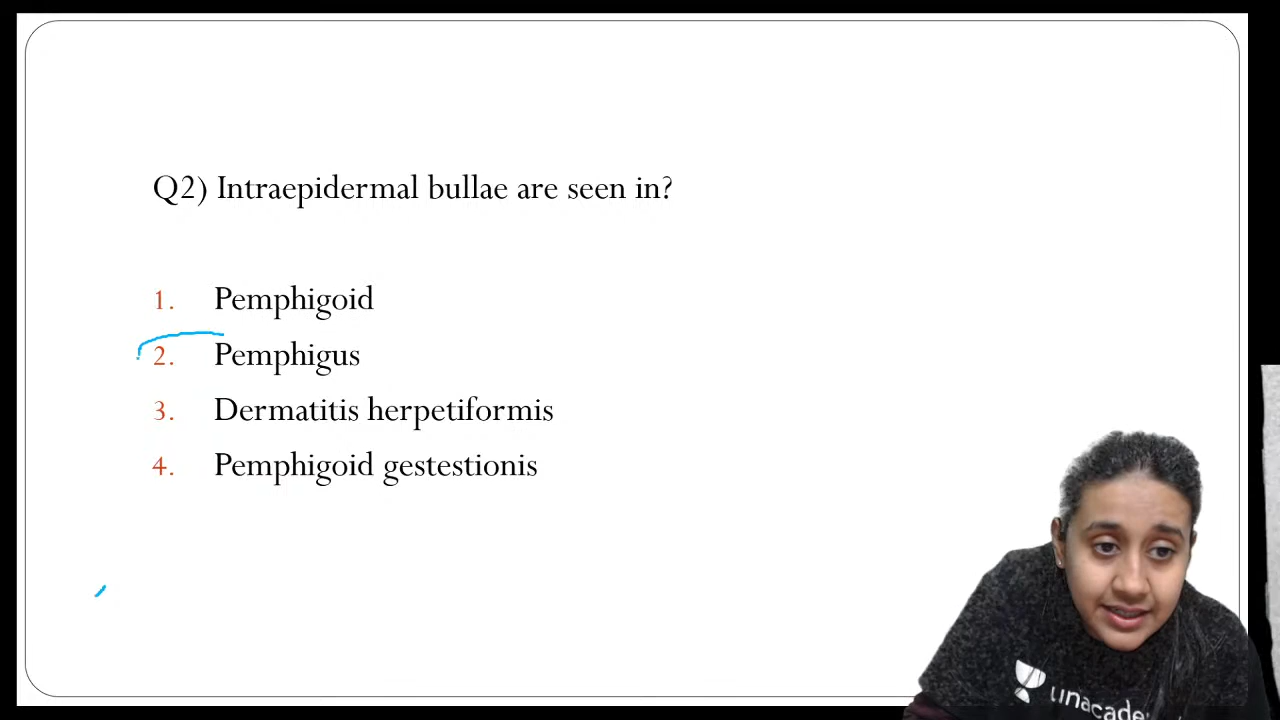 Q2) Intraepidermal bullae are seen in?
1. Pemphigoid
2. Pemphigus
3. Dermatitis herpetiformis
4. Pemphigoid gestestionis